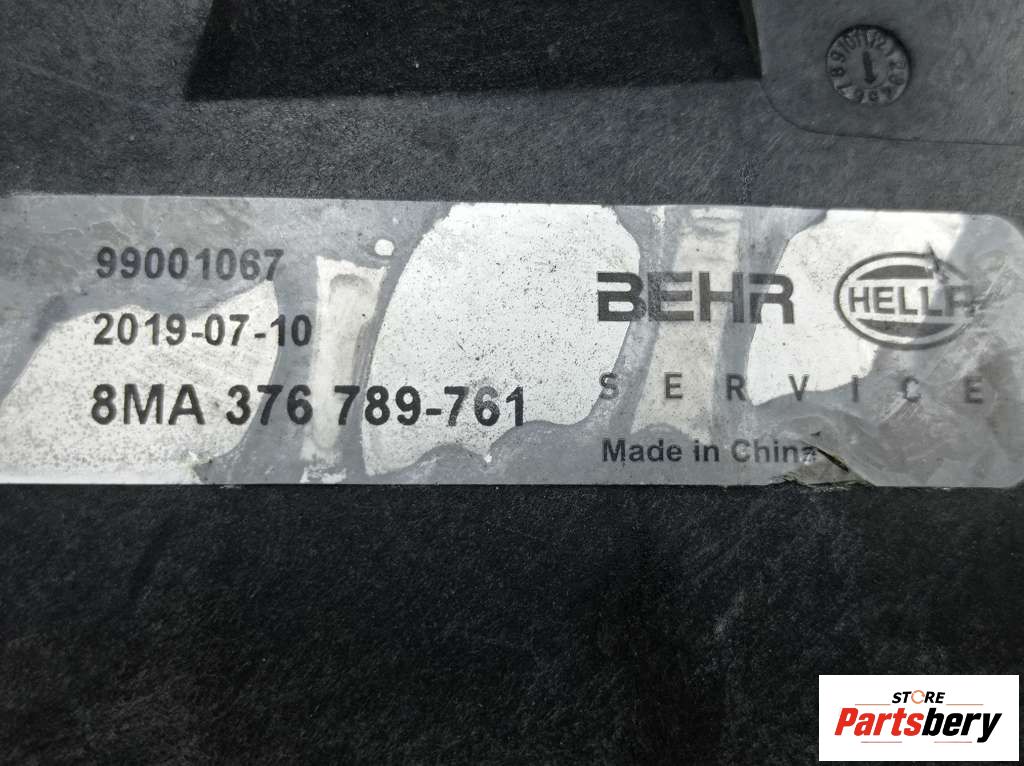 99001067
2019-07-10
8MA 376 789-761
BEHR HELLA
SERVICE
Made in China
STORE
Partsbery